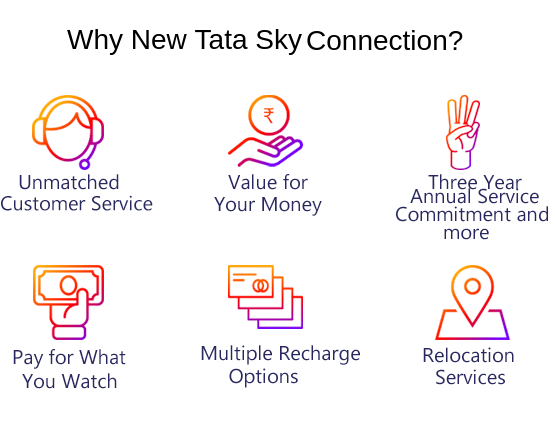 Why New Tata Sky Connection?
Unmatched
Customer Service
Value for
Your Money
Three Year
Annual Service
Commitment and
more
Pay for What
You Watch
Multiple Recharge
Options
Relocation
Services